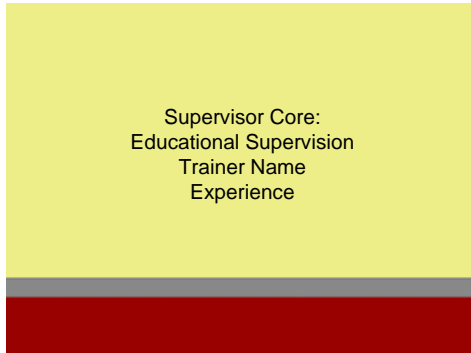 Supervisor Core:
Educational Supervision
Trainer Name
Experience